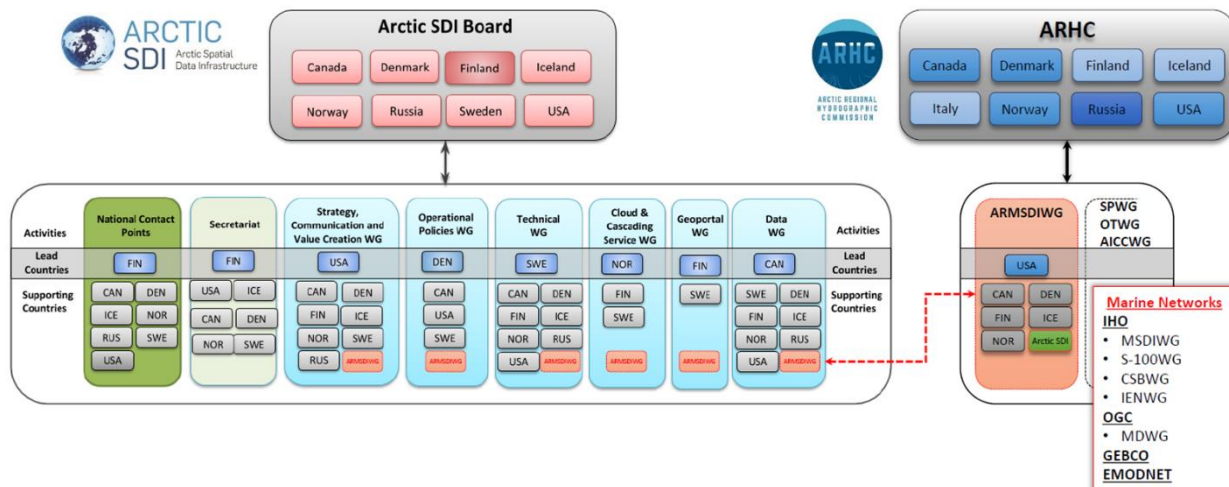 ARCTIC
SDI Arctic Spatial
Data Infrastructure
Arctic SDI Board
Canada
Denmark
Finland
Iceland
Norway
Russia
Sweden
USA
ARHC
ARCTIC REGIONAL
HYDROGRAPHIC
COMMISSION
ARHC
Canada
Denmark
Finland
Iceland
Italy
Norway
Russia
USA
Activities
Lead
Countries
Supporting
Countries
National Contact
Points
FIN
CAN DEN
ICE NOR
RUS SWE
USA
Secretariat
FIN
USA ICE
CAN DEN
NOR SWE
Strategy,
Communication and
Value Creation WG
USA
CAN DEN
FIN ICE
NOR SWE
RUS ARMSDIWG
Operational
Policies WG
DEN
CAN
USA
SWE
ARMSDIWG
Technical
WG
SWE
CAN DEN
FIN ICE
NOR RUS
USA ARMSDIWG
Cloud &
Cascading
Service WG
NOR
FIN
SWE
ARMSDIWG
Geoportal
WG
FIN
SWE
ARMSDIWG
Data
WG
CAN
SWE DEN
FIN ICE
NOR RUS
USA ARMSDIWG
Activities
Lead
Countries
Supporting
Countries
ARMSDIWG
USA
CAN DEN
FIN ICE
NOR Arctic SDI
SPWG
OTWG
AICCWG
Marine Networks
IHO
• MSDIWG
• S-100WG
• CSBWG
• IENWG
OGC
• MDWG
GEBCO
EMODNET